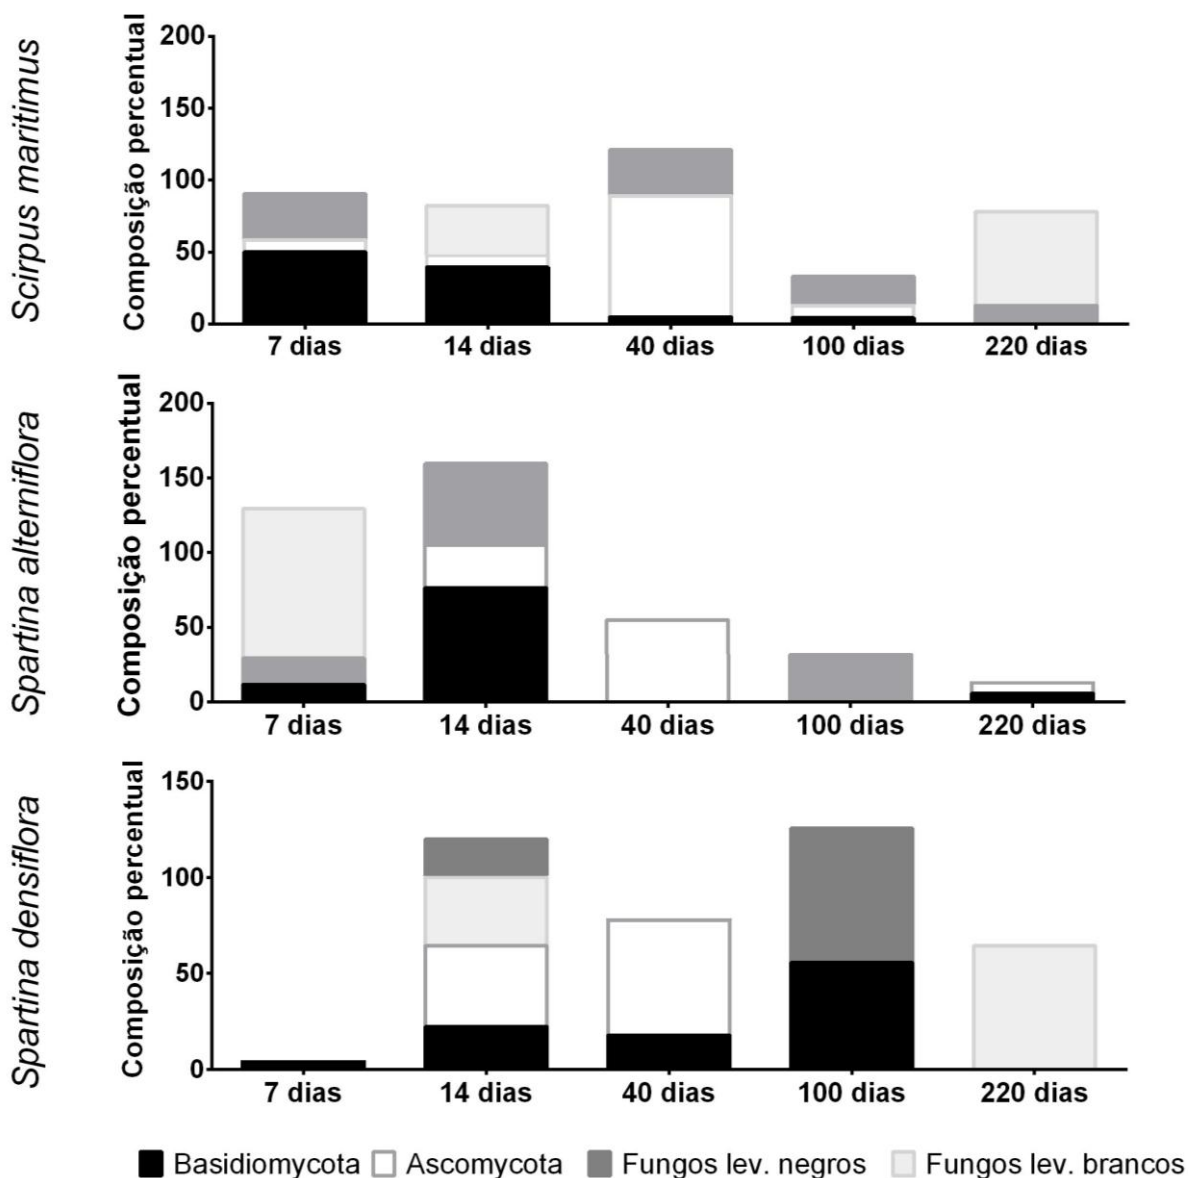 Scirpus maritimus
Composição percentual
200
150
100
50
0
7 dias 14 dias 40 dias 100 dias 220 dias
Spartina alterniflora
Composição percentual
200
150
100
50
0
7 dias 14 dias 40 dias 100 dias 220 dias
Spartina densiflora
Composição percentual
150
100
50
0
7 dias 14 dias 40 dias 100 dias 220 dias
Basidiomycota Ascomycota Fungos lev. negros Fungos lev. brancos